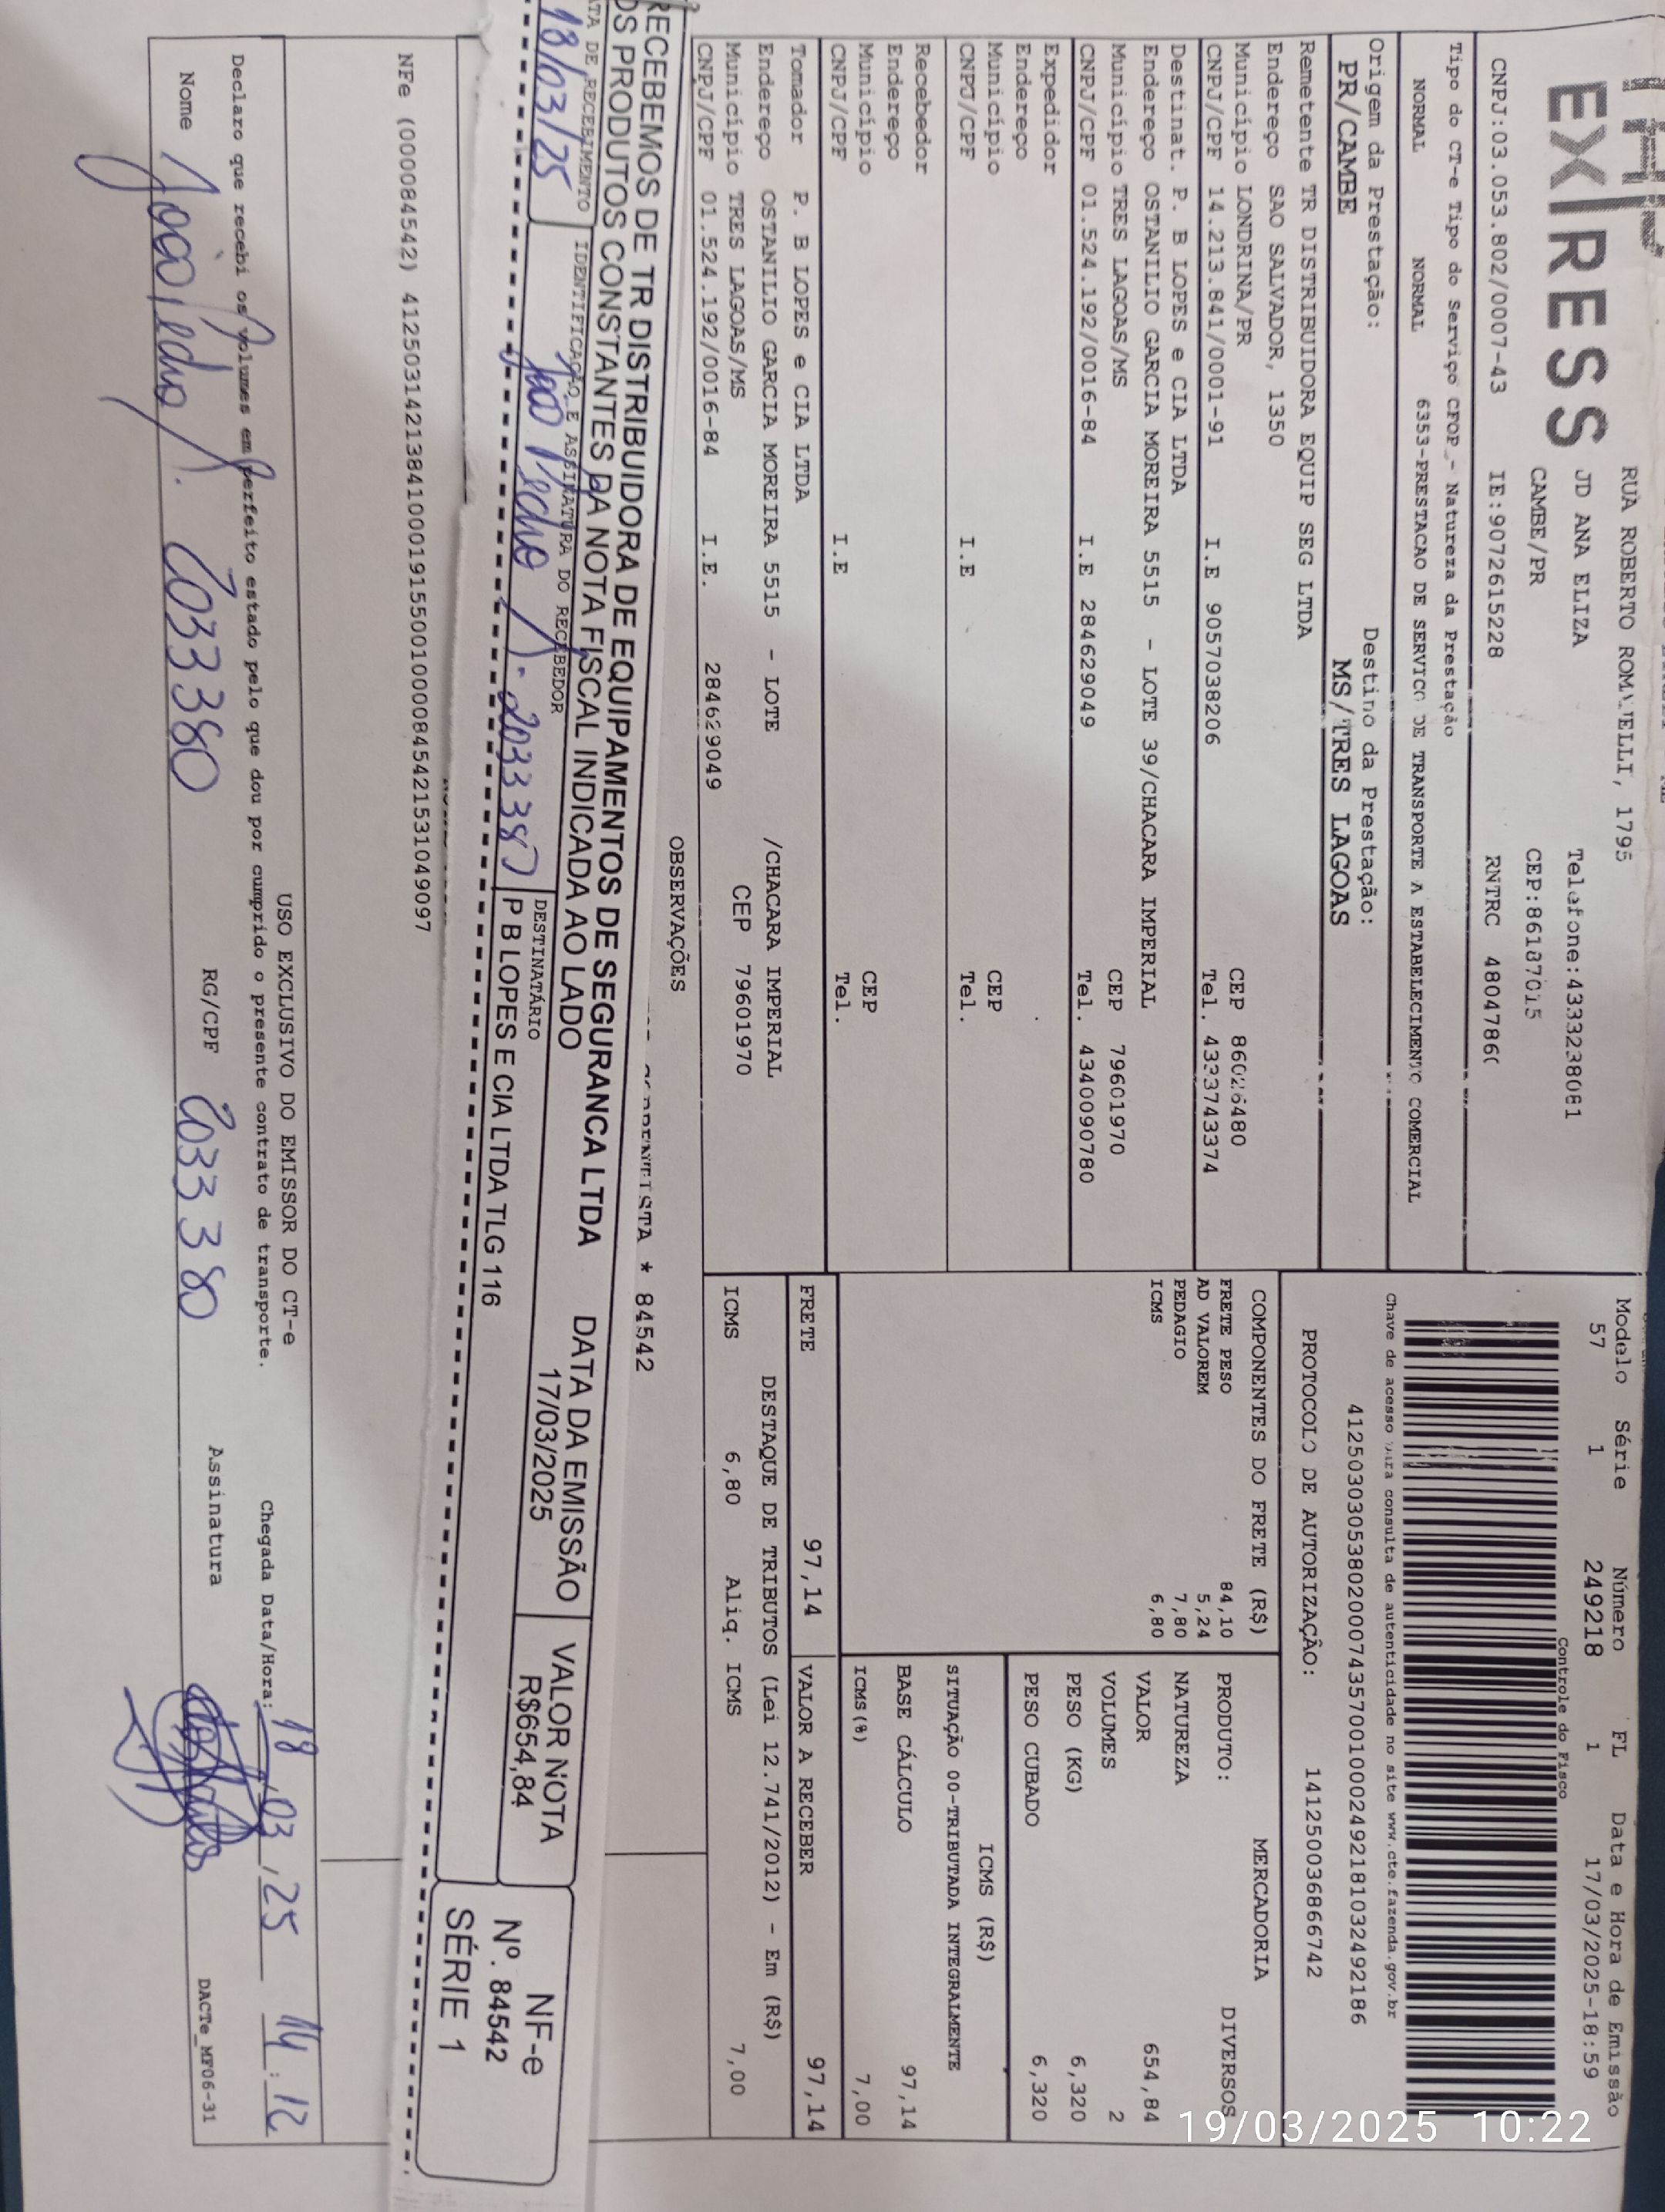 EXPRESS
RUA ROBERTO ROMANELLI, 1795
JD ANA ELIZA Telefone:4333238081
CAMBE/PR CEP:86187015
CNPJ:03.053.802/0007-43 IE:9072615228 RNTRC 4804786
Modelo Série Número FL Data e Hora de Emissão
57 1 249218 1 17/03/2025-18:59
Controle do Fisco
Chave de acesso para consulta de autenticidade no site www.cte.fazenda.gov.br
41250303053802000743570010002492181032492186
PROTOCOLO DE AUTORIZAÇÃO: 141250036866742
Tipo do CT-e Tipo do Serviço CFOP - Natureza da Prestação
NORMAL NORMAL 6353-PRESTACAO DE SERVICO DE TRANSPORTE A ESTABELECIMENTO COMERCIAL
Origem da Prestação: Destino da Prestação:
PR/CAMBE MS/TRES LAGOAS
Remetente TR DISTRIBUIDORA EQUIP SEG LTDA
Endereço SAO SALVADOR, 1350
Município LONDRINA/PR CEP 86026480
CNPJ/CPF 14.213.841/0001-91 I.E 9057038206 Tel. 4333743374
Destinat. P. B LOPES e CIA LTDA
Endereço OSTANILIO GARCIA MOREIRA 5515 - LOTE 39/CHACARA IMPERIAL
Município TRES LAGOAS/MS CEP 79601970
CNPJ/CPF 01.524.192/0016-84 I.E 284629049 Tel. 4340090780
Expedidor
Endereço
Município CEP
CNPJ/CPF I.E Tel.
Recebedor
Endereço
Município CEP
CNPJ/CPF I.E Tel.
Tomador P. B LOPES e CIA LTDA
Endereço OSTANILIO GARCIA MOREIRA 5515 - LOTE /CHACARA IMPERIAL
Município TRES LAGOAS/MS CEP 79601970
CNPJ/CPF 01.524.192/0016-84 I.E. 284629049
COMPONENTES DO FRETE (R$)
FRETE PESO 84,10
AD VALOREM 5,24
PEDAGIO 7,80
ICMS 6,80
MERCADORIA
PRODUTO: DIVERSOS
NATUREZA
VALOR 654,84
VOLUMES 2
PESO (KG) 6,320
PESO CUBADO 6,320
ICMS (R$)
SITUAÇÃO 00-TRIBUTADA INTEGRALMENTE
BASE CÁLCULO 97,14
ICMS(%) 7,00
FRETE 97,14 VALOR A RECEBER 97,14
DESTAQUE DE TRIBUTOS (Lei 12.741/2012) - Em (R$)
ICMS 6,80 Aliq. ICMS 7,00
OBSERVAÇÕES
* 84542
RECEBEMOS DE TR DISTRIBUIDORA DE EQUIPAMENTOS DE SEGURANCA LTDA
OS PRODUTOS CONSTANTES DA NOTA FISCAL INDICADA AO LADO
DATA DA EMISSÃO
17/03/2025
VALOR NOTA
R$654,84
NF-e
Nº. 84542
SÉRIE 1
DATA DE RECEBIMENTO
18/03/25
IDENTIFICAÇÃO E ASSINATURA DO RECEBEDOR
João Pedro 203338
DESTINATÁRIO
P B LOPES E CIA LTDA TLG 116
NFe (000084542) 41250314213841000191550010000845421531049097
USO EXCLUSIVO DO EMISSOR DO CT-e
Declaro que recebi os volumes em perfeito estado pelo que dou por cumprido o presente contrato de transporte. Chegada Data/Hora: 18/03/25 14:12
Nome João Pedro 2033380 RG/CPF 2033380 Assinatura
DACTe_MF06-31
19/03/2025 10:22